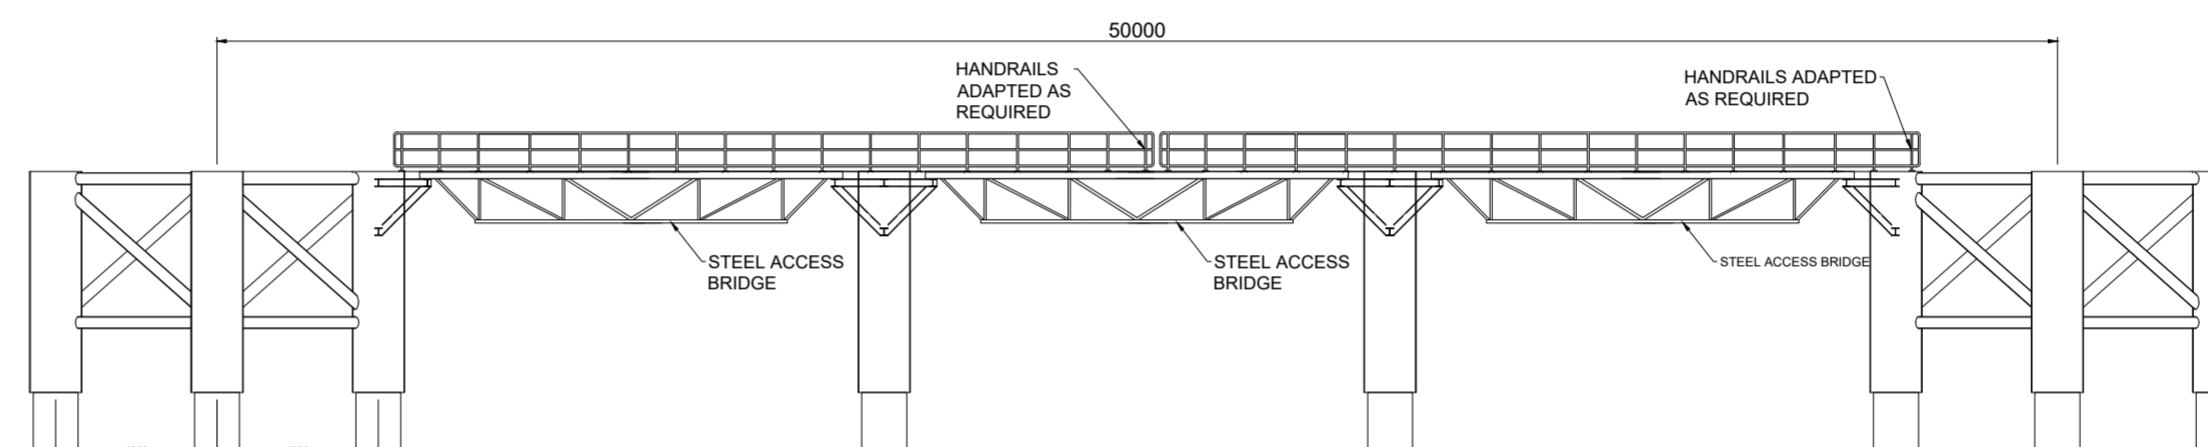 50000
HANDRAILS
ADAPTED AS
REQUIRED
HANDRAILS ADAPTED
AS REQUIRED
STEEL ACCESS
BRIDGE
STEEL ACCESS
BRIDGE
STEEL ACCESS BRIDGE